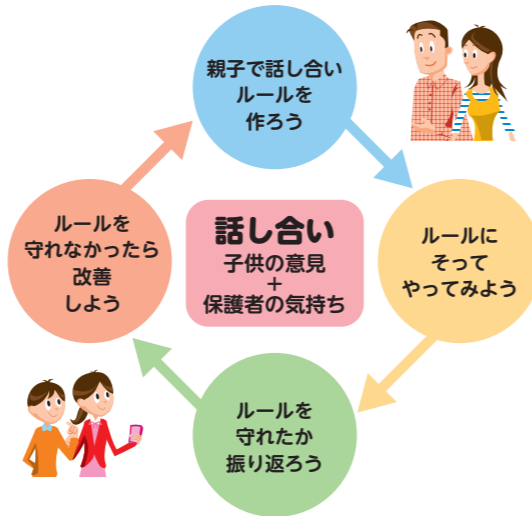 親子で話し合い
ルールを
作ろう
ルールに
そって
やってみよう
ルールを
守れたか
振り返ろう
ルールを
守れなかったら
改善
しよう
話し合い
子供の意見
+
保護者の気持ち